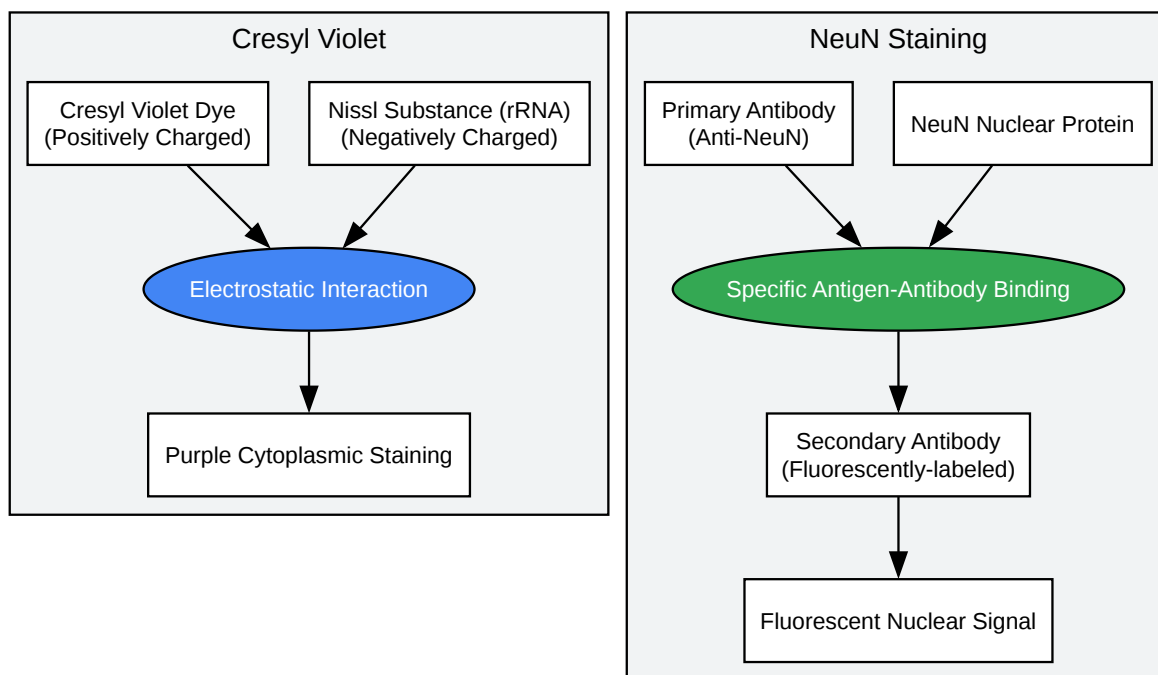 Cresyl Violet
Cresyl Violet Dye
(Positively Charged)
Nissl Substance (rRNA)
(Negatively Charged)
Electrostatic Interaction
Purple Cytoplasmic Staining
NeuN Staining
Primary Antibody
(Anti-NeuN)
NeuN Nuclear Protein
Specific Antigen-Antibody Binding
Secondary Antibody
(Fluorescently-labeled)
Fluorescent Nuclear Signal